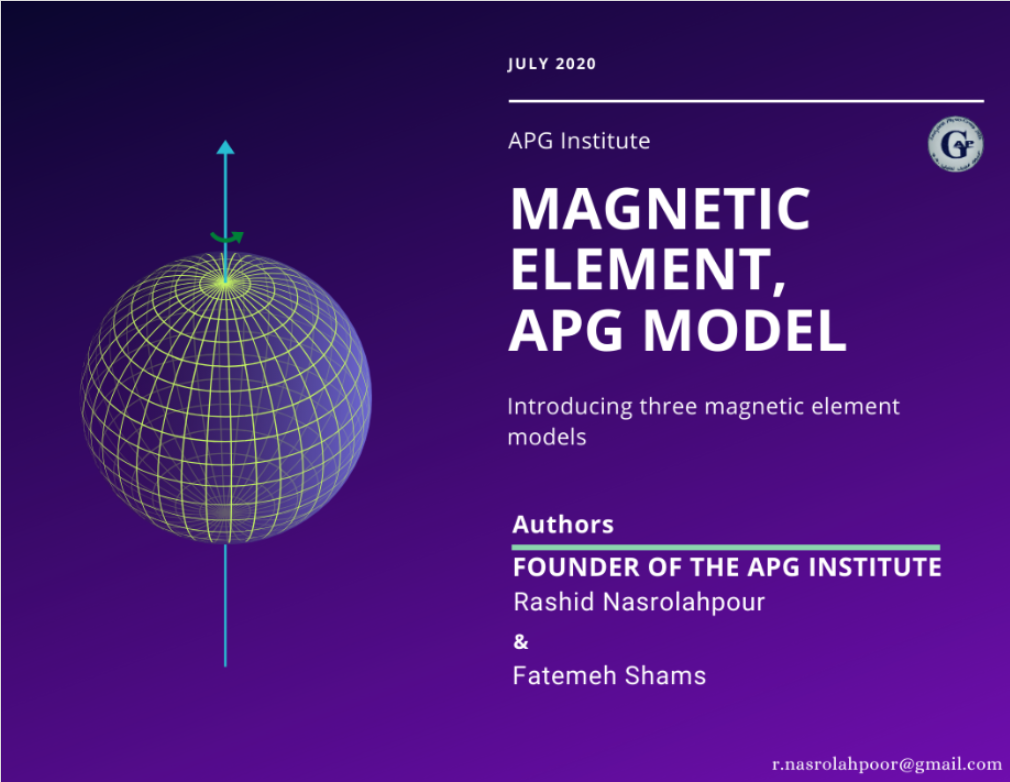 JULY 2020
APG Institute
G AP
MAGNETIC
ELEMENT,
APG MODEL
Introducing three magnetic element
models
Authors
FOUNDER OF THE APG INSTITUTE
Rashid Nasrolahpour
&
Fatemeh Shams
r.nasrolahpoor@gmail.com